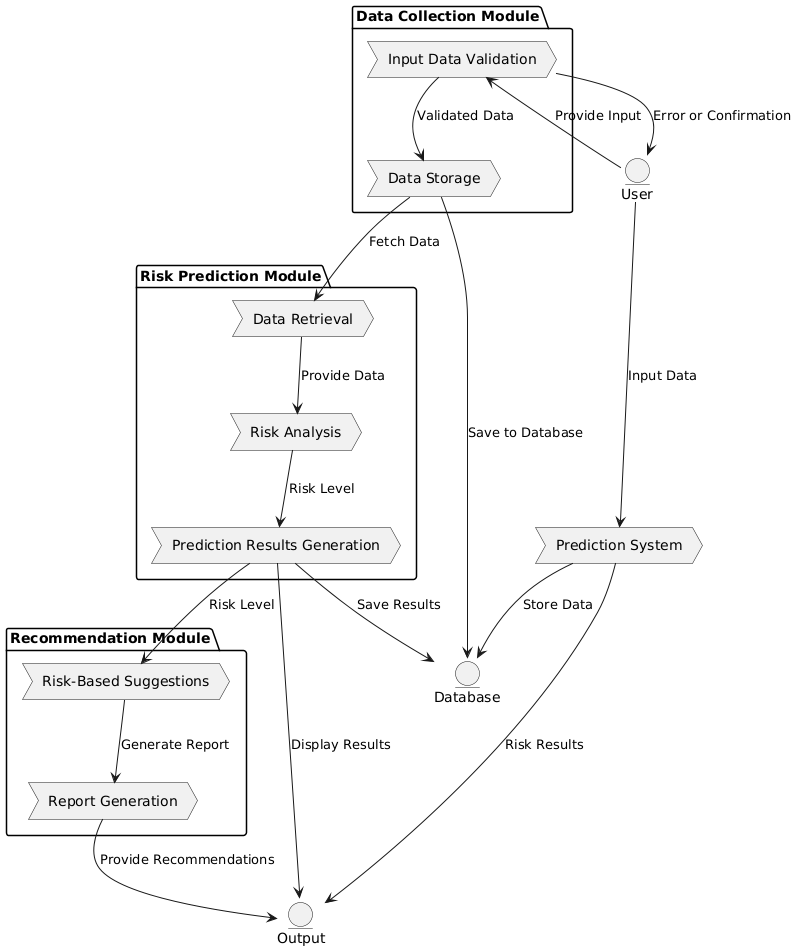 Data Collection Module
Input Data Validation
Validated Data
Provide Input
Error or Confirmation
Data Storage
User
Fetch Data
Risk Prediction Module
Data Retrieval
Provide Data
Input Data
Risk Analysis
Save to Database
Risk Level
Prediction Results Generation
Prediction System
Risk Level
Save Results
Store Data
Recommendation Module
Risk-Based Suggestions
Database
Generate Report
Display Results
Risk Results
Report Generation
Provide Recommendations
Output